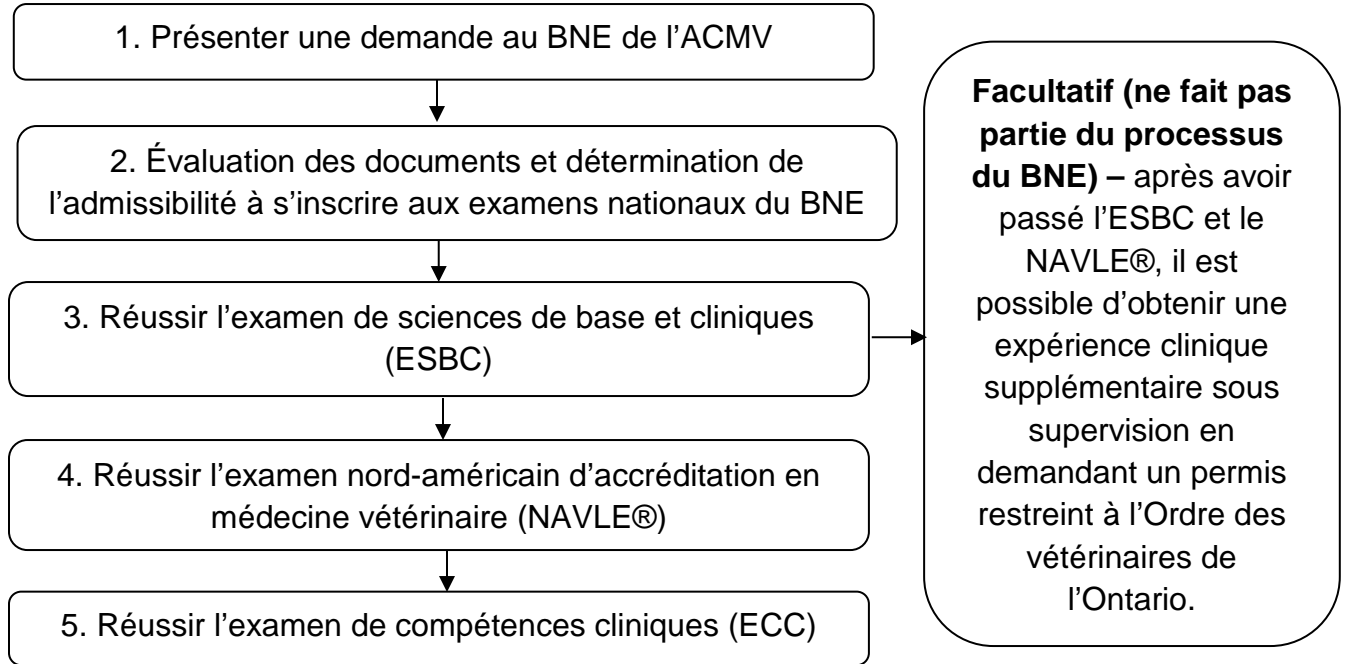 1. Présenter une demande au BNE de l’ACMV
2. Évaluation des documents et détermination de
l’admissibilité à s’inscrire aux examens nationaux du BNE
3. Réussir l’examen de sciences de base et cliniques
(ESBC)
4. Réussir l’examen nord-américain d’accréditation en
médecine vétérinaire (NAVLE®)
5. Réussir l’examen de compétences cliniques (ECC)
Facultatif (ne fait pas
partie du processus
du BNE) – après avoir
passé l’ESBC et le
NAVLE®, il est
possible d’obtenir une
expérience clinique
supplémentaire sous
supervision en
demandant un permis
restreint à l’Ordre des
vétérinaires de
l’Ontario.